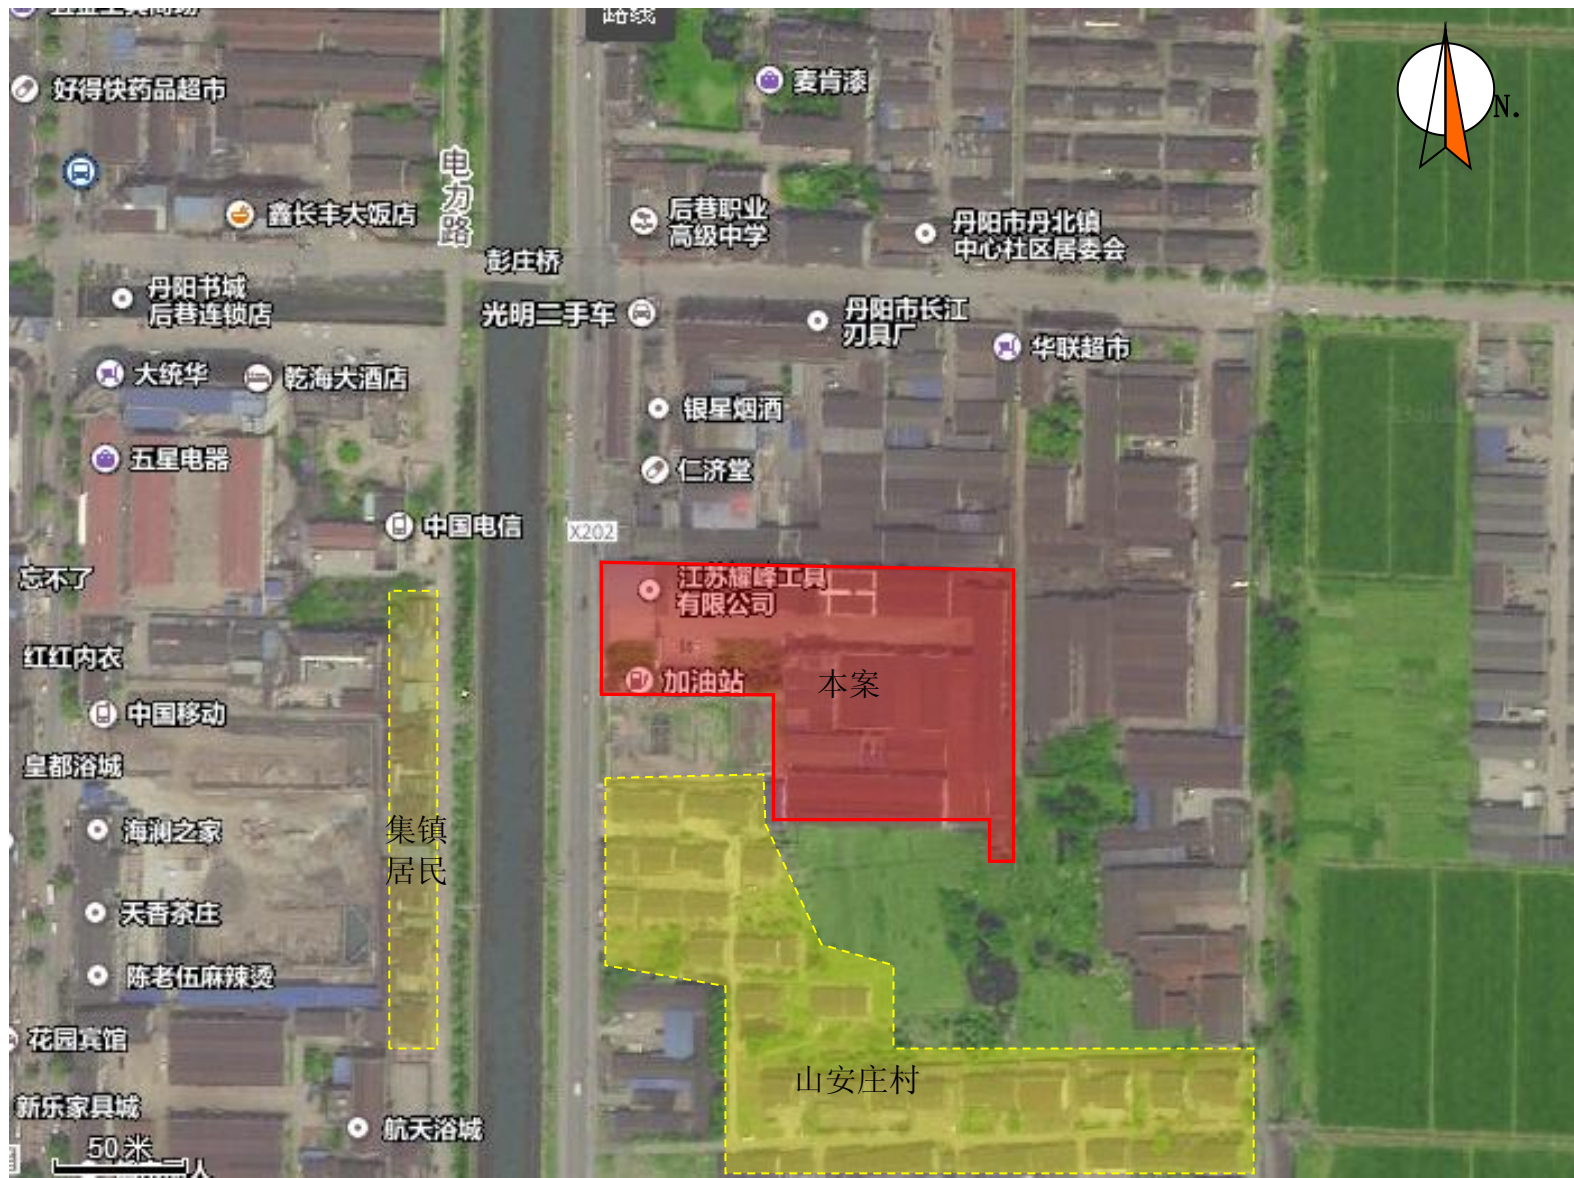 路线
麦肯漆
N.
好得快药品超市
电力路
鑫长丰大饭店
后巷职业
高级中学
丹阳市丹北镇
中心社区居委会
彭庄桥
丹阳书城
后巷连锁店
光明二手车
丹阳市长江
刃具厂
华联超市
大统华
乾海大酒店
银星烟酒
五星电器
仁济堂
中国电信
X202
忘不了
江苏耀峰工具
有限公司
红红内衣
加油站
本案
中国移动
皇都浴城
海澜之家
集镇
居民
天香茶庄
陈老伍麻辣烫
花园宾馆
山安庄村
新乐家具城
航天浴城
50米
人